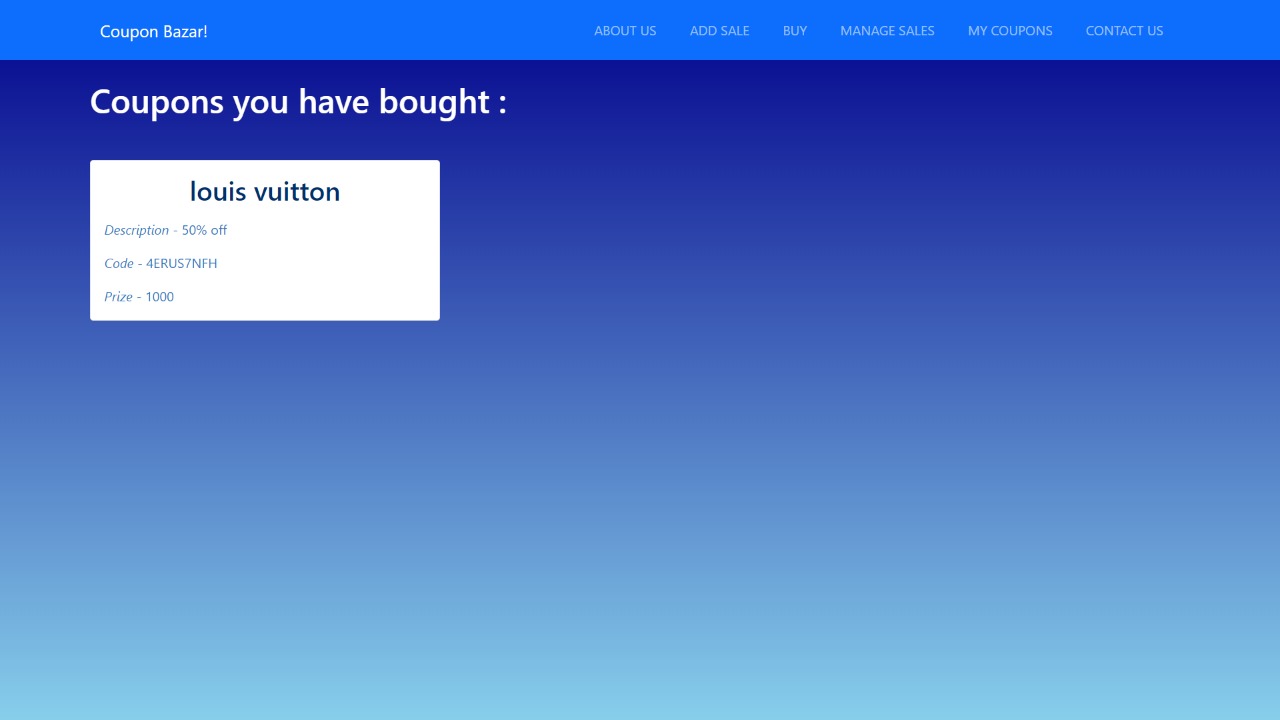 Coupon Bazar!
ABOUT US
ADD SALE
BUY
MANAGE SALES
MY COUPONS
CONTACT US
Coupons you have bought :
louis vuitton
Description - 50% off
Code - 4ERUS7NFH
Prize - 1000